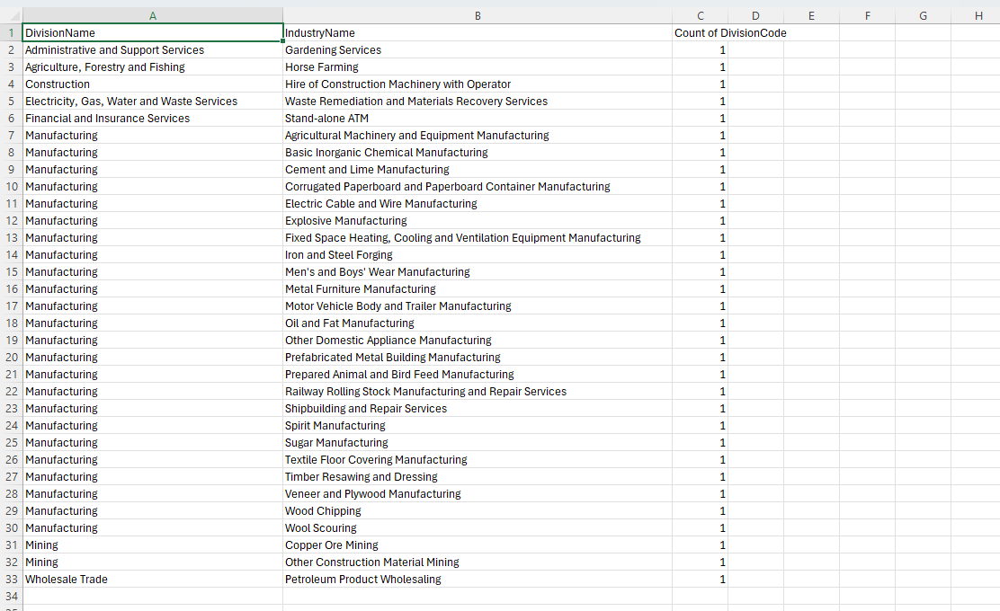 A B C D E F G H
1 DivisionName IndustryName Count of DivisionCode
2 Administrative and Support Services Gardening Services 1
3 Agriculture, Forestry and Fishing Horse Farming 1
4 Construction Hire of Construction Machinery with Operator 1
5 Electricity, Gas, Water and Waste Services Waste Remediation and Materials Recovery Services 1
6 Financial and Insurance Services Stand-alone ATM 1
7 Manufacturing Agricultural Machinery and Equipment Manufacturing 1
8 Manufacturing Basic Inorganic Chemical Manufacturing 1
9 Manufacturing Cement and Lime Manufacturing 1
10 Manufacturing Corrugated Paperboard and Paperboard Container Manufacturing 1
11 Manufacturing Electric Cable and Wire Manufacturing 1
12 Manufacturing Explosive Manufacturing 1
13 Manufacturing Fixed Space Heating, Cooling and Ventilation Equipment Manufacturing 1
14 Manufacturing Iron and Steel Forging 1
15 Manufacturing Men's and Boys' Wear Manufacturing 1
16 Manufacturing Metal Furniture Manufacturing 1
17 Manufacturing Motor Vehicle Body and Trailer Manufacturing 1
18 Manufacturing Oil and Fat Manufacturing 1
19 Manufacturing Other Domestic Appliance Manufacturing 1
20 Manufacturing Prefabricated Metal Building Manufacturing 1
21 Manufacturing Prepared Animal and Bird Feed Manufacturing 1
22 Manufacturing Railway Rolling Stock Manufacturing and Repair Services 1
23 Manufacturing Shipbuilding and Repair Services 1
24 Manufacturing Spirit Manufacturing 1
25 Manufacturing Sugar Manufacturing 1
26 Manufacturing Textile Floor Covering Manufacturing 1
27 Manufacturing Timber Resawing and Dressing 1
28 Manufacturing Veneer and Plywood Manufacturing 1
29 Manufacturing Wood Chipping 1
30 Manufacturing Wool Scouring 1
31 Mining Copper Ore Mining 1
32 Mining Other Construction Material Mining 1
33 Wholesale Trade Petroleum Product Wholesaling 1
34